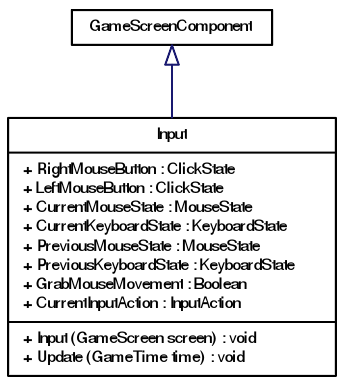 GameScreenComponent
Input
+ RightMouseButton : ClickState
+ LeftMouseButton : ClickState
+ CurrentMouseState : MouseState
+ CurrentKeyboardState : KeyboardState
+ PreviousMouseState : MouseState
+ PreviousKeyboardState : KeyboardState
+ GrabMouseMovement : Boolean
+ CurrentInputAction : InputAction
+ Input (GameScreen screen) : void
+ Update (GameTime time) : void